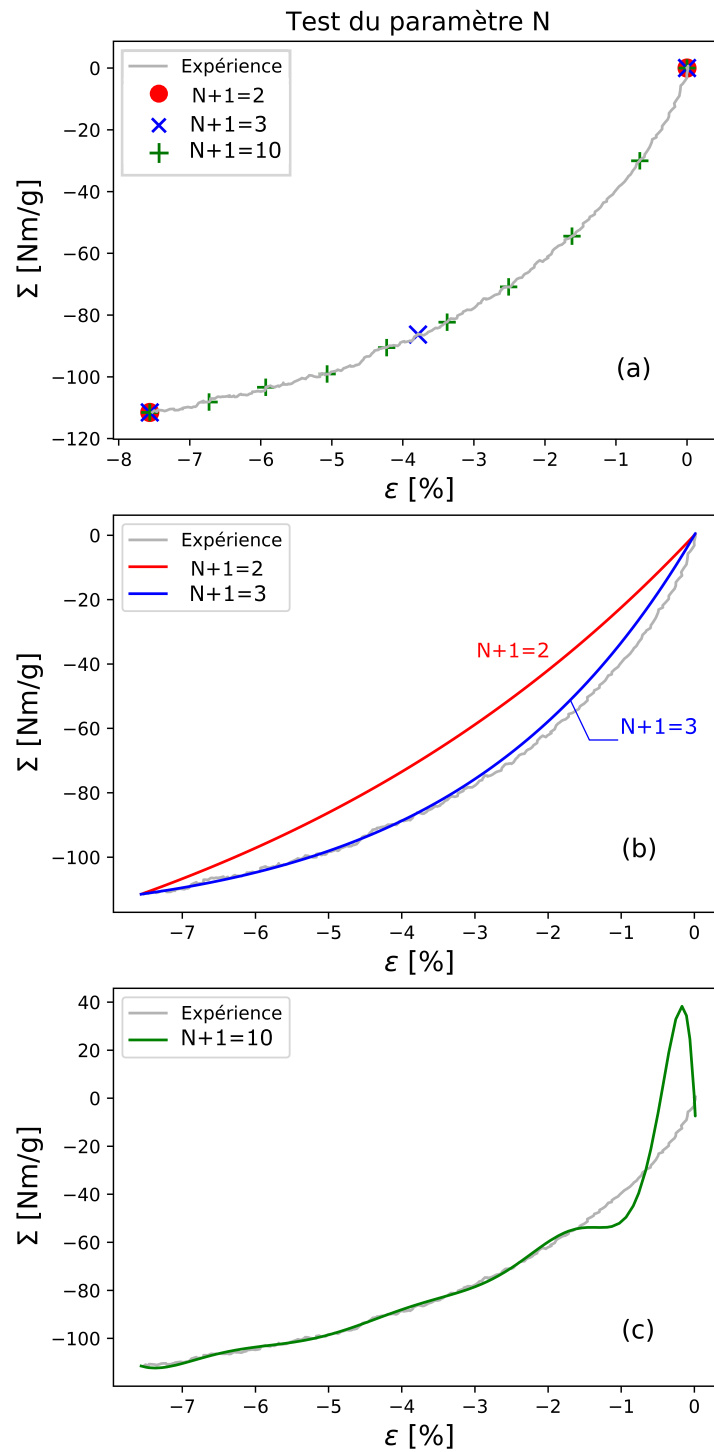 Test du paramètre N
Expérience
N+1=2
N+1=3
N+1=10
0
−20
−40
−60
−80
−100
−120
Σ [Nm/g]
(a)
−8 −7 −6 −5 −4 −3 −2 −1 0
ε [%]
Expérience
N+1=2
N+1=3
0
−20
−40
−60
−80
−100
Σ [Nm/g]
N+1=2
N+1=3
(b)
−7 −6 −5 −4 −3 −2 −1 0
ε [%]
Expérience
N+1=10
40
20
0
−20
−40
−60
−80
−100
Σ [Nm/g]
(c)
−7 −6 −5 −4 −3 −2 −1 0
ε [%]